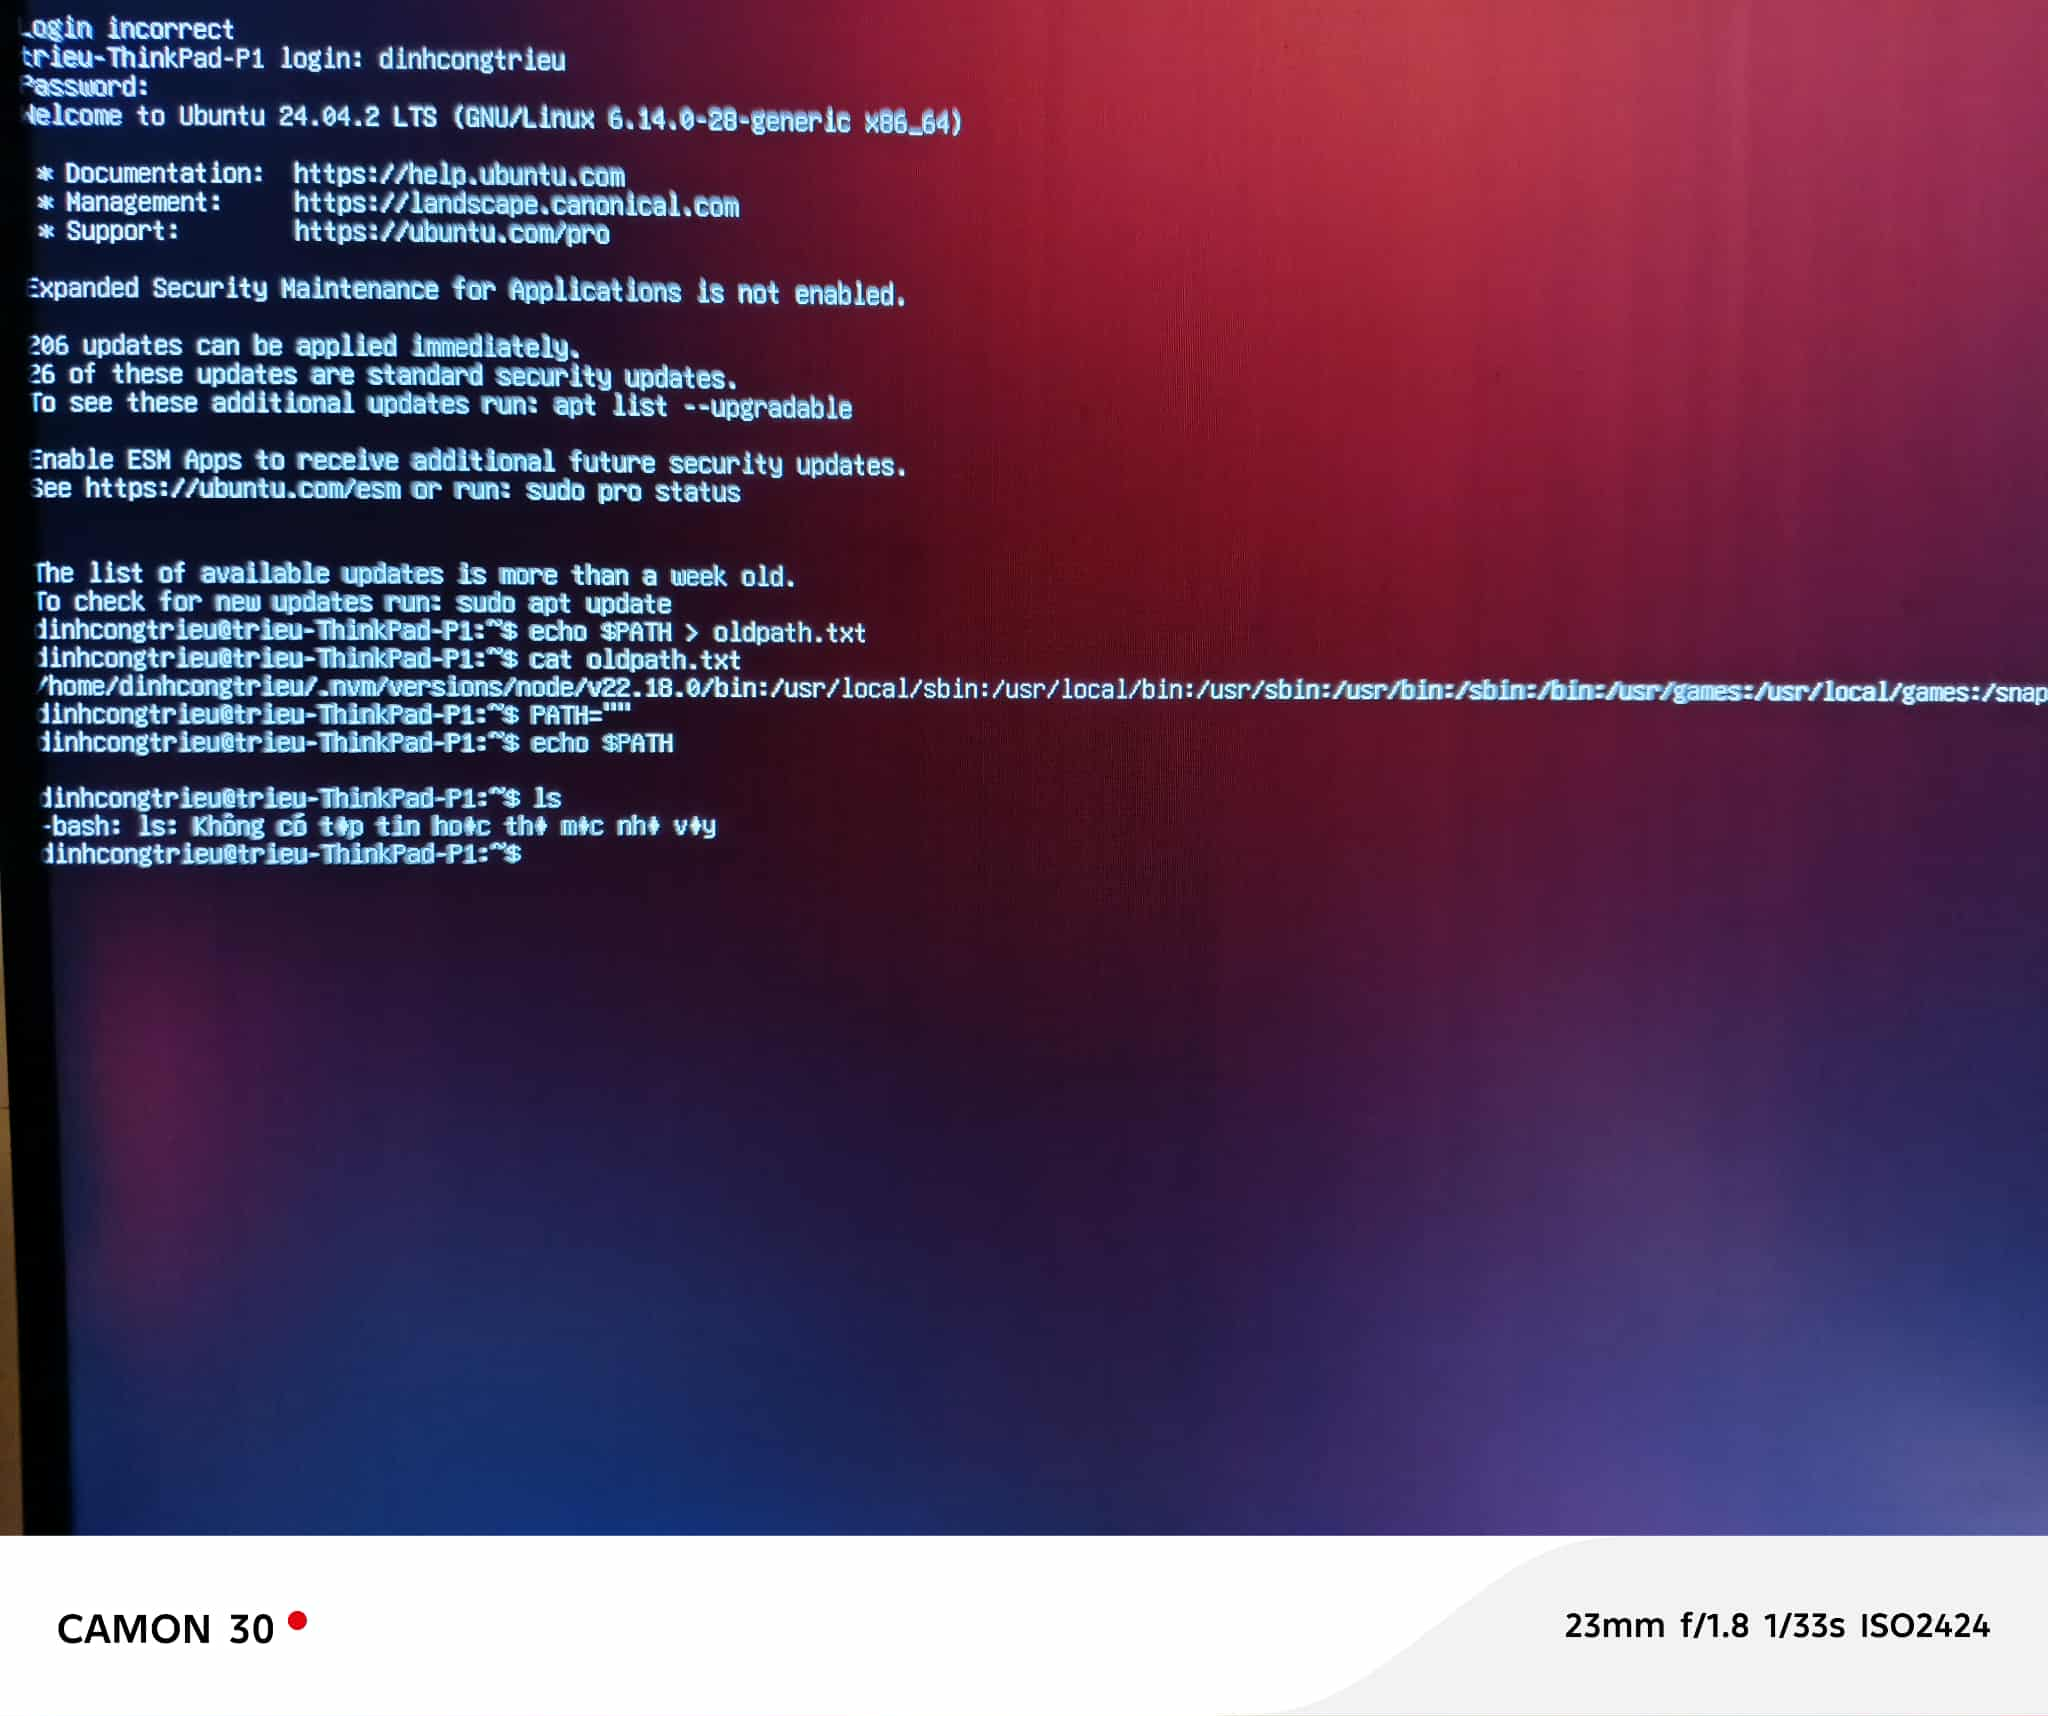 Login incorrect
trieu-ThinkPad-P1 login: dinhcongtrieu
Password:
Welcome to Ubuntu 24.04.2 LTS (GNU/Linux 6.14.0-28-generic x86_64)
* Documentation: https://help.ubuntu.com
* Management: https://landscape.canonical.com
* Support: https://ubuntu.com/pro
Expanded Security Maintenance for Applications is not enabled.
206 updates can be applied immediately.
26 of these updates are standard security updates.
To see these additional updates run: apt list --upgradable
Enable ESM Apps to receive additional future security updates.
See https://ubuntu.com/esm or run: sudo pro status
The list of available updates is more than a week old.
To check for new updates run: sudo apt update
dinhcongtrieu@trieu-ThinkPad-P1:~$ echo $PATH > oldpath.txt
dinhcongtrieu@trieu-ThinkPad-P1:~$ cat oldpath.txt
/home/dinhcongtrieu/.nvm/versions/node/v22.18.0/bin:/usr/local/sbin:/usr/local/bin:/usr/sbin:/usr/bin:/sbin:/bin:/usr/games:/usr/local/games:/snap
dinhcongtrieu@trieu-ThinkPad-P1:~$ PATH=""
dinhcongtrieu@trieu-ThinkPad-P1:~$ echo $PATH
dinhcongtrieu@trieu-ThinkPad-P1:~$ ls
-bash: ls: Không có t♦p tin ho♦c th♦ m♦c nh♦ v♦y
dinhcongtrieu@trieu-ThinkPad-P1:~$
CAMON 30
23mm f/1.8 1/33s ISO2424